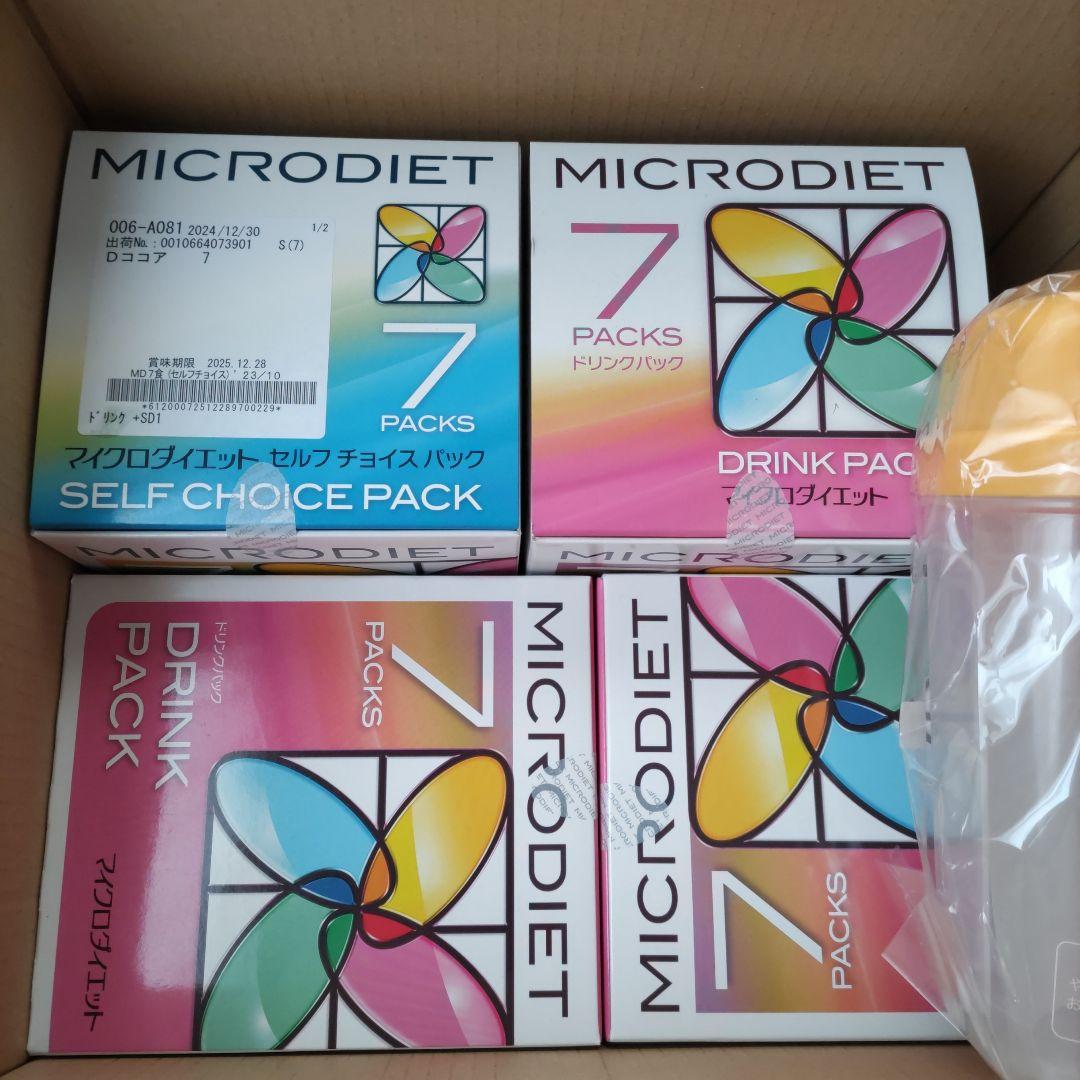 MICRODIET
006-A081 2024/12/30 1/2
出荷No.:0010664073901 S(7)
Dココア 7
賞味期限 2025.12.28
MD7食(セルフチョイス)'23/10
*61200072512289700229*
ドリンク +SD1
7
PACKS
マイクロダイエット セルフ チョイス パック
SELF CHOICE PACK
MICRODIET
MICRODIET
7
PACKS
ドリンクパック
DRINK PAC
マイクロダイエット
MICRODIET
MICRODIET
7
PACKS
ドリンクパック
DRINK
PACK
マイクロダイエット
MICRODIET
7
PACKS